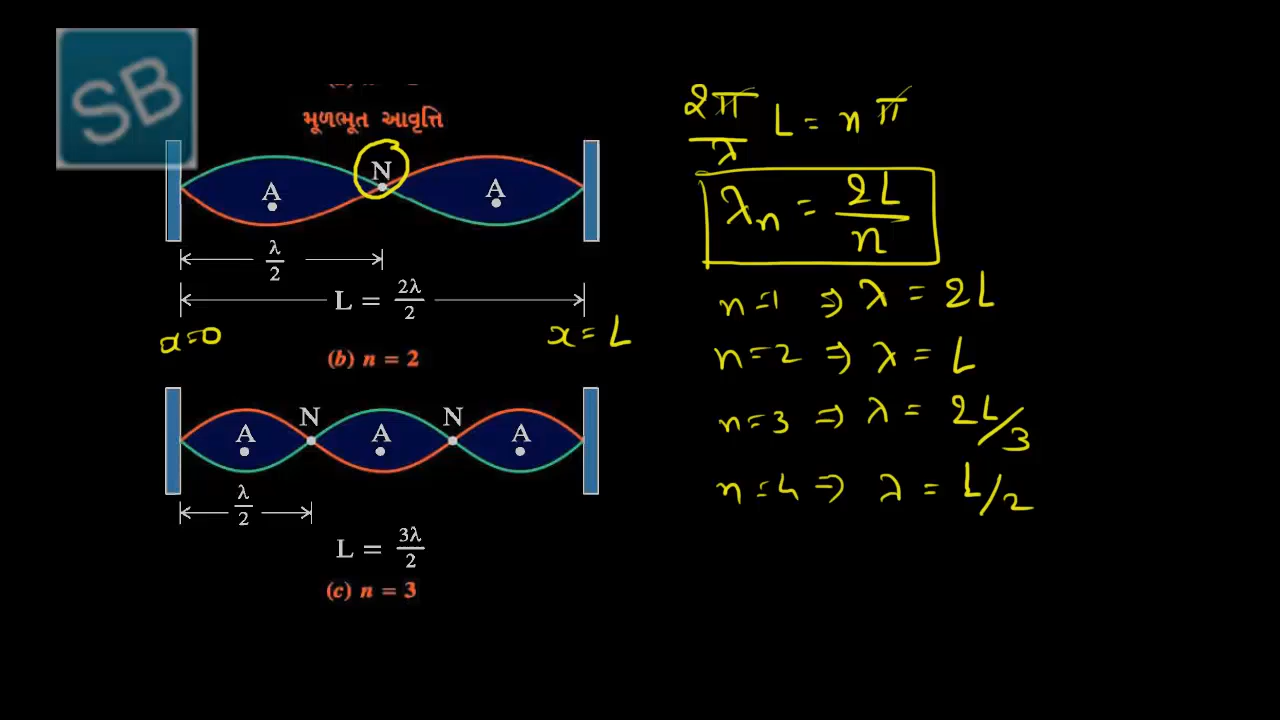 SB
મૂળભૂત આવૃત્તિ
N
A
A
λ/2
L = 2λ/2
x=0
x = L
(b) n = 2
N
N
A
A
A
λ/2
L = 3λ/2
(c) n = 3
2π/λ L = nπ
λn = 2L/n
n=1 ⇒ λ = 2L
n=2 ⇒ λ = L
n=3 ⇒ λ = 2L/3
n=4 ⇒ λ = L/2